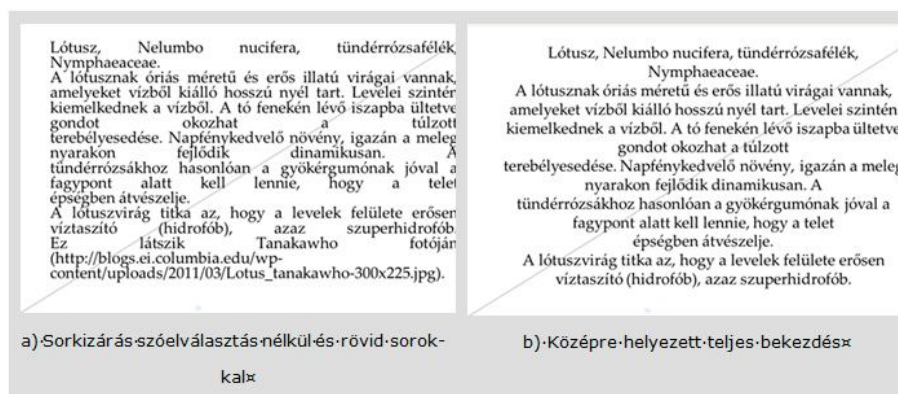 Lótusz, Nelumbo nucifera, tündérrózsafélék,
Nymphaeaceae.
A lótusznak óriás méretű és erős illatú virágai vannak,
amelyeket vízből kiálló hosszú nyél tart. Levelei szintén
kiemelkednek a vízből. A tó fenekén lévő iszapba ültetve
gondot okozhat a túlzott
terebélyesedése. Napfénykedvelő növény, igazán a meleg
nyarakon fejlődik dinamikusan. A
tündérrózsákhoz hasonlóan a gyökérgumónak jóval a
fagypont alatt kell lennie, hogy a telet
épségben átvészelje.
A lótuszvirág titka az, hogy a levelek felülete erősen
víztaszító (hidrofób), azaz szuperhidrofób.
Ez látszik Tanakawho fotóján
(http://blogs.ei.columbia.edu/wp-
content/uploads/2011/03/Lotus_tanakawho-300x225.jpg).
a)·Sorkizárás·szóelválasztás·nélkül·és·rövid·sorok-
kal¤
Lótusz, Nelumbo nucifera, tündérrózsafélék,
Nymphaeaceae.
A lótusznak óriás méretű és erős illatú virágai vannak,
amelyeket vízből kiálló hosszú nyél tart. Levelei szintén
kiemelkednek a vízből. A tó fenekén lévő iszapba ültetve
gondot okozhat a túlzott
terebélyesedése. Napfénykedvelő növény, igazán a meleg
nyarakon fejlődik dinamikusan. A
tündérrózsákhoz hasonlóan a gyökérgumónak jóval a
fagypont alatt kell lennie, hogy a telet
épségben átvészelje.
A lótuszvirág titka az, hogy a levelek felülete erősen
víztaszító (hidrofób), azaz szuperhidrofób.
b)·Középre·helyezett·teljes·bekezdés¤